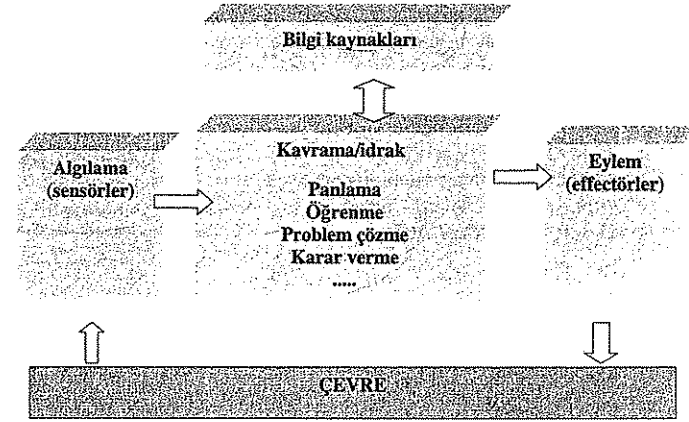 Bilgi kaynakları
Algılama
(sensörler)
Kavrama/idrak
Panlama
Öğrenme
Problem çözme
Karar verme
.....
Eylem
(effectörler)
ÇEVRE